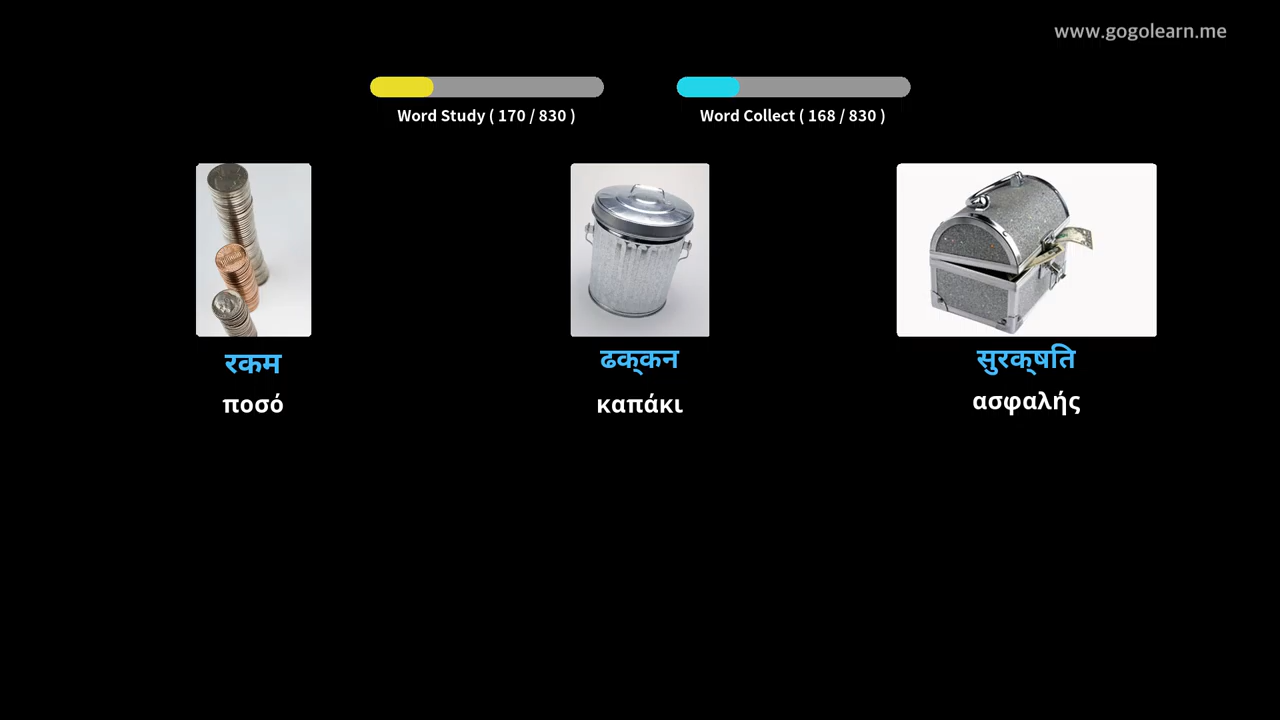 www.gogolearn.me
Word Study ( 170 / 830 )
Word Collect ( 168 / 830 )
रकम
ढक्कन
सुरक्षति
ποσό
καπάκι
ασφαλής